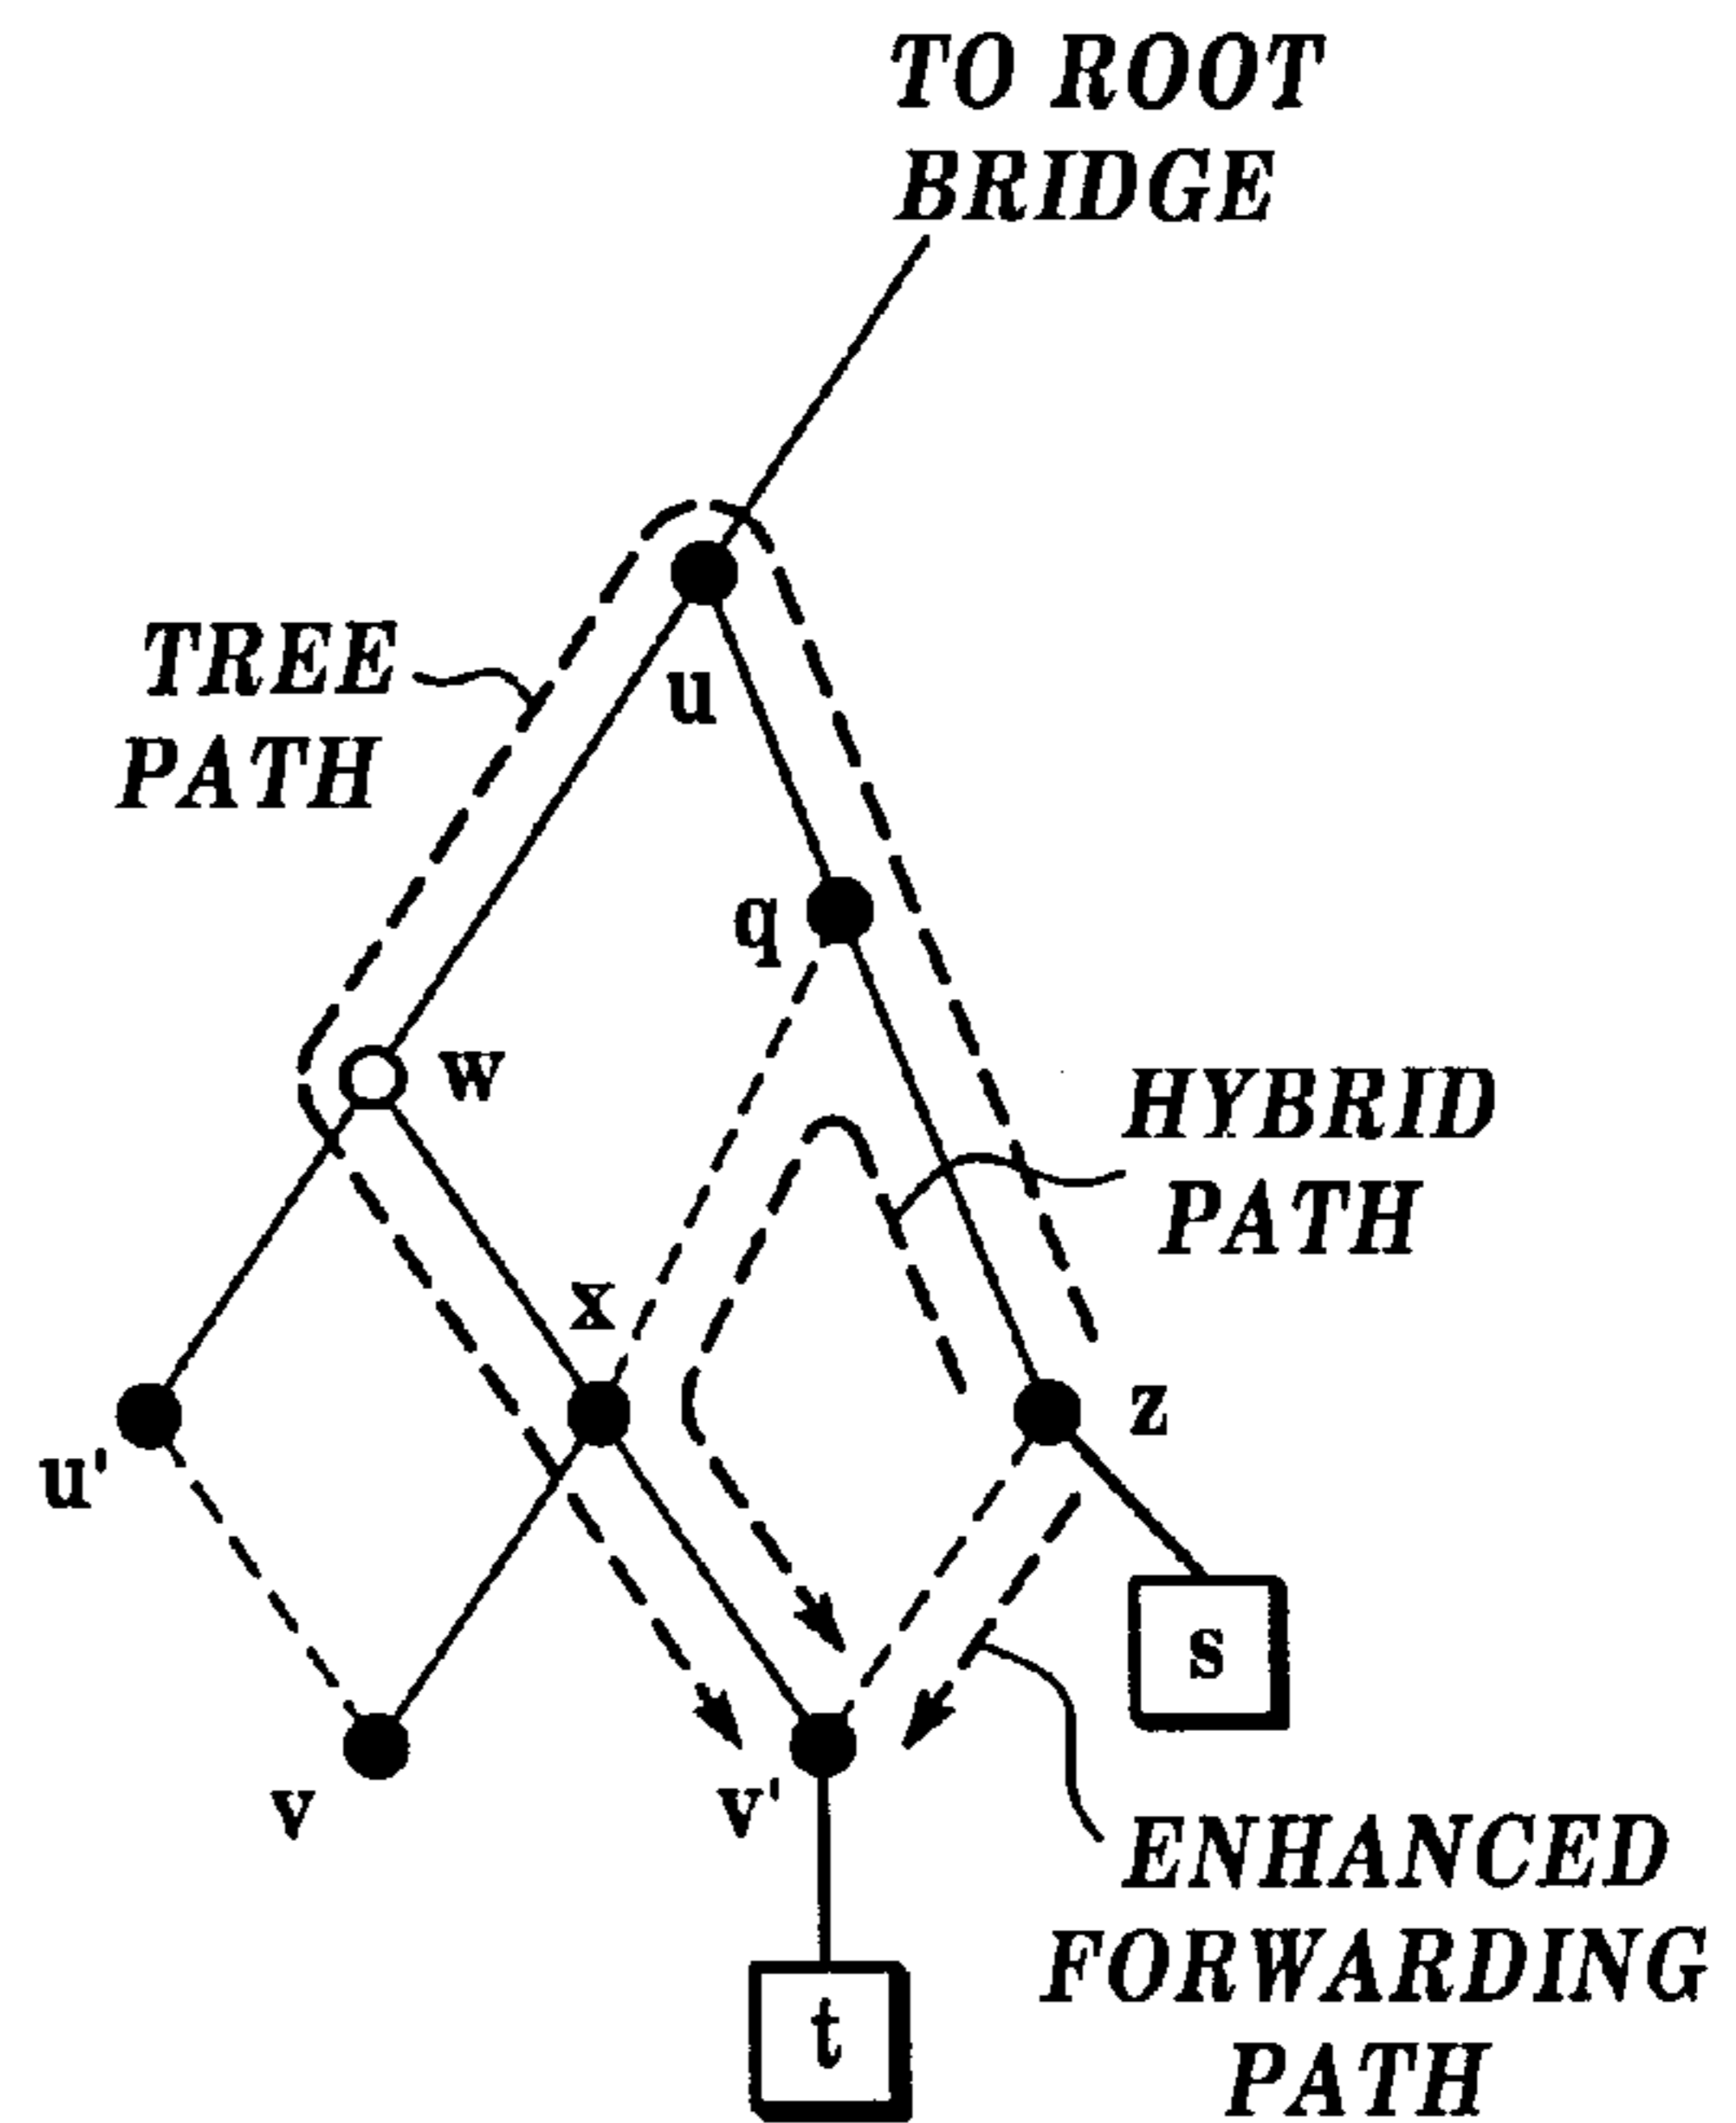 TO ROOT
BRIDGE
TREE
PATH
u
q
w
HYBRID
PATH
x
z
u'
s
v
v'
ENHANCED
FORWARDING
PATH
t